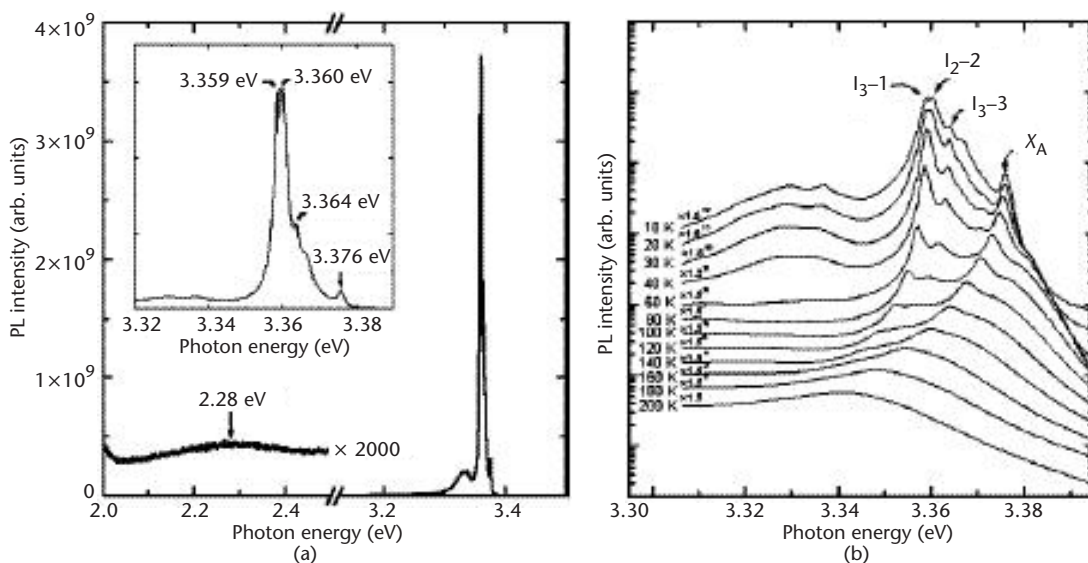 4 × 10⁹
3 × 10⁹
2 × 10⁹
1 × 10⁹
0
PL intensity (arb. units)
3.359 eV
3.360 eV
3.364 eV
3.376 eV
3.32
3.34
3.36
3.38
Photon energy (eV)
2.28 eV
× 2000
2.0
2.2
2.4
3.2
3.4
Photon energy (eV)
(a)
PL intensity (arb. units)
I₃–1
I₂–2
I₃–3
X_A
10 K
20 K
30 K
40 K
60 K
80 K
100 K
120 K
140 K
160 K
180 K
200 K
3.30
3.32
3.34
3.36
3.38
Photon energy (eV)
(b)